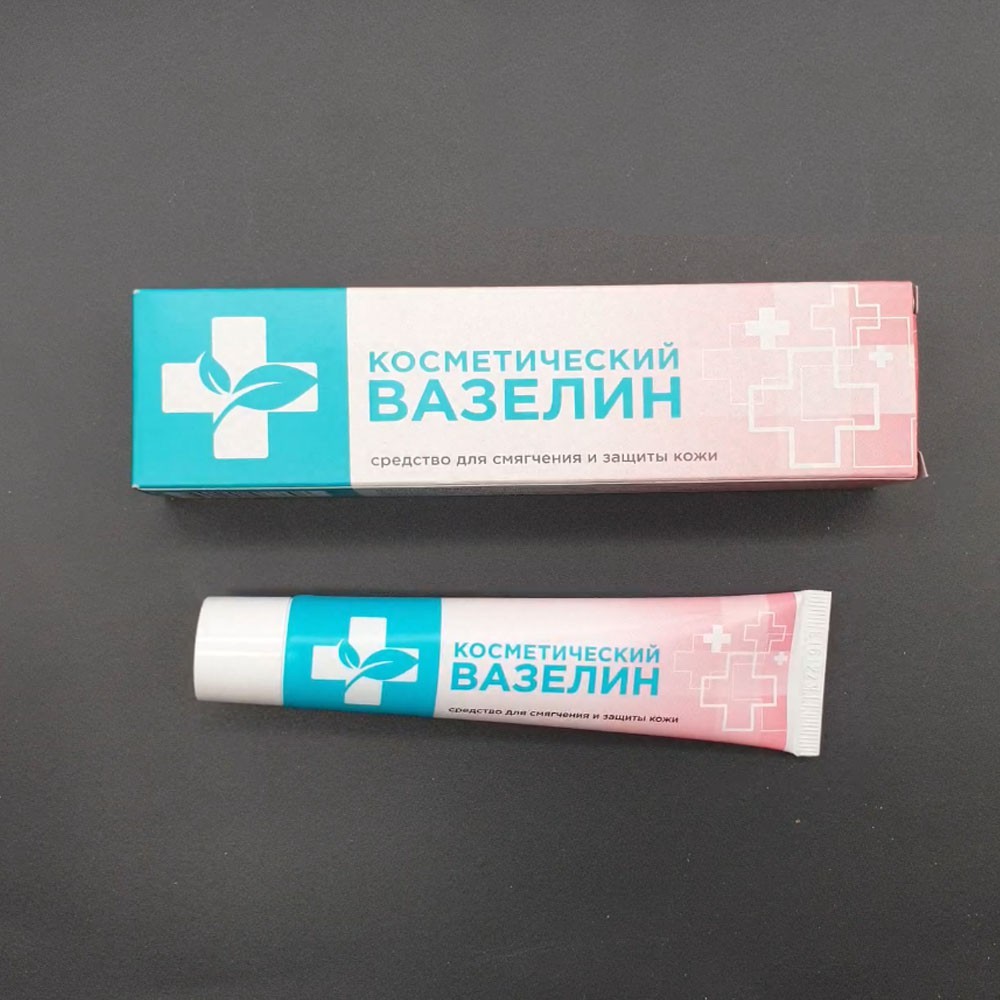 КОСМЕТИЧЕСКИЙ
ВАЗЕЛИН
средство для смягчения и защиты кожи
КОСМЕТИЧЕСКИЙ
ВАЗЕЛИН
средство для смягчения и защиты кожи